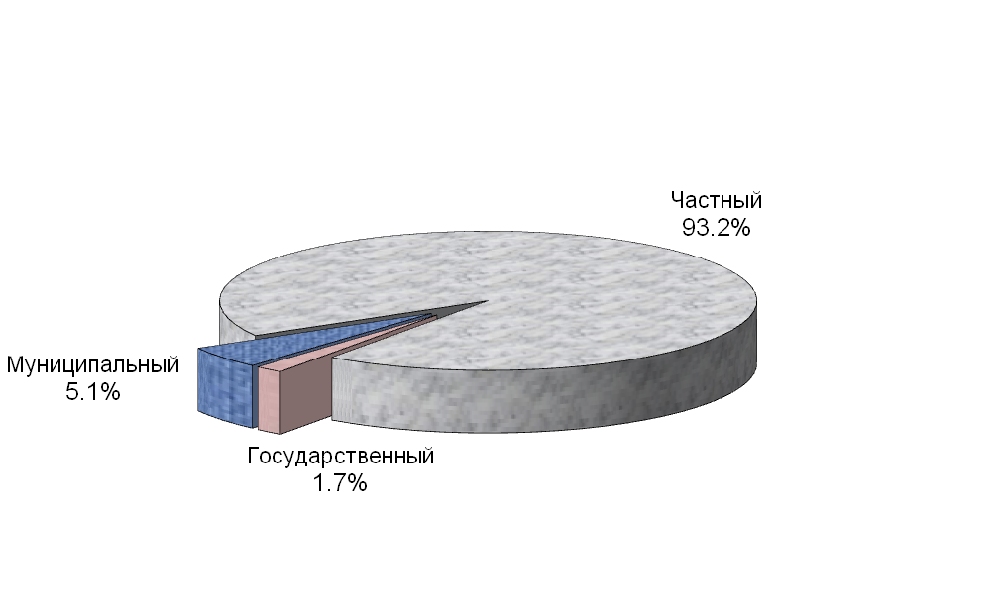 Частный
93.2%
Муниципальный
5.1%
Государственный
1.7%